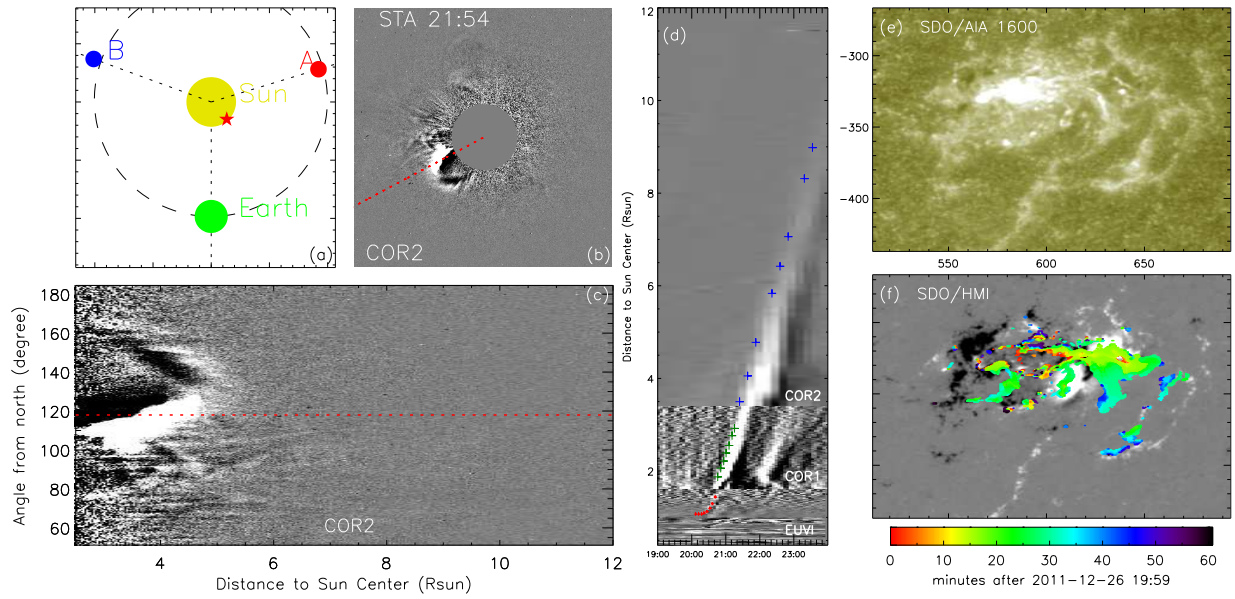 B
A
Sun
Earth
(a)
2
4
6
8
STA 21:54
COR2
(b)
(c)
180
160
140
120
100
80
60
Angle from north (degree)
COR2
4
6
8
10
12
Distance to Sun Center (Rsun)
(d)
12
10
8
6
4
2
Distance to Sun Center (Rsun)
COR2
COR1
EUVI
19:00 20:00 21:00 22:00 23:00
(e) SDO/AIA 1600
-300
-350
-400
550
600
650
(f) SDO/HMI
0 10 20 30 40 50 60
minutes after 2011-12-26 19:59